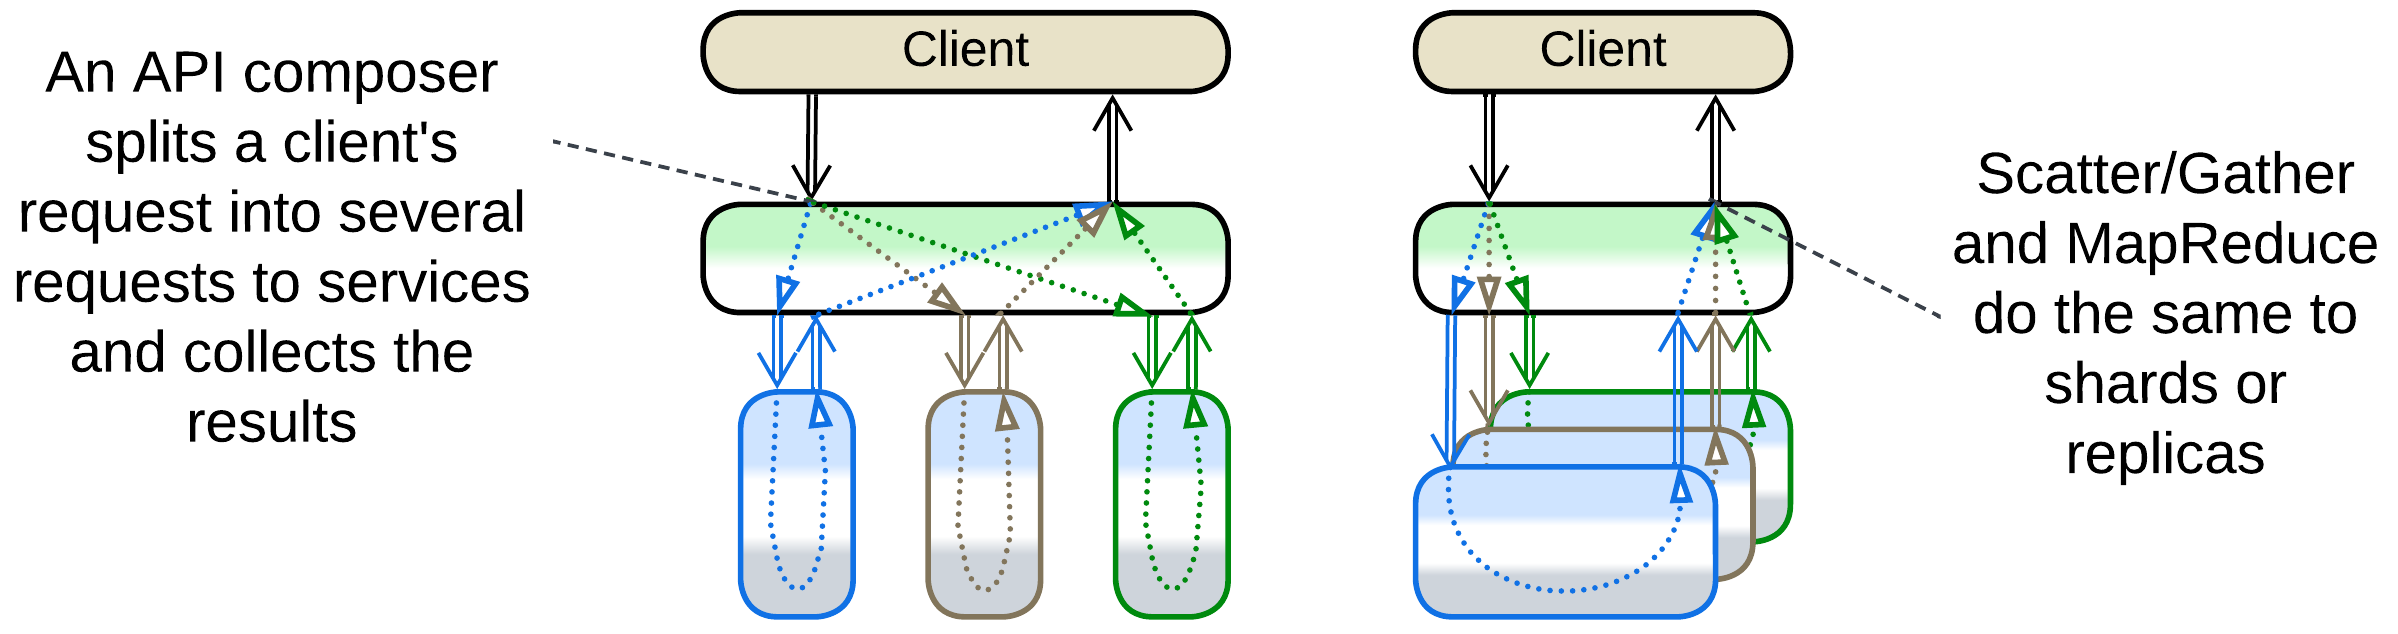 An API composer
splits a client's
request into several
requests to services
and collects the
results
Client
Client
Scatter/Gather
and MapReduce
do the same to
shards or
replicas